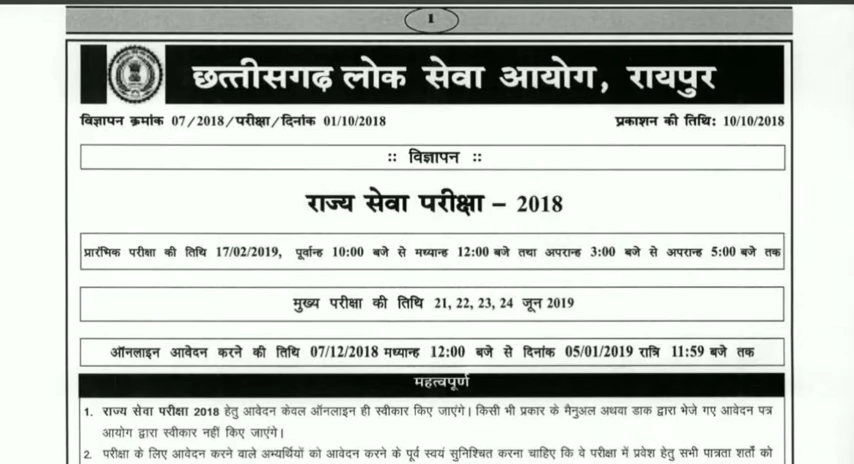 1
छत्तीसगढ़ लोक सेवा आयोग, रायपुर
विज्ञापन क्रमांक 07/2018/परीक्षा/दिनांक 01/10/2018 प्रकाशन की तिथि: 10/10/2018
:: विज्ञापन ::
राज्य सेवा परीक्षा – 2018
प्रारंभिक परीक्षा की तिथि 17/02/2019, पूर्वान्ह 10:00 बजे से मध्यान्ह 12:00 बजे तथा अपरान्ह 3:00 बजे से अपरान्ह 5:00 बजे तक
मुख्य परीक्षा की तिथि 21, 22, 23, 24 जून 2019
ऑनलाइन आवेदन करने की तिथि 07/12/2018 मध्यान्ह 12:00 बजे से दिनांक 05/01/2019 रात्रि 11:59 बजे तक
महत्वपूर्ण
1. राज्य सेवा परीक्षा 2018 हेतु आवेदन केवल ऑनलाइन ही स्वीकार किए जाएंगे। किसी भी प्रकार के मैनुअल अथवा डाक द्वारा भेजे गए आवेदन पत्र
आयोग द्वारा स्वीकार नहीं किए जाएंगे।
2. परीक्षा के लिए आवेदन करने वाले अभ्यर्थियों को आवेदन करने के पूर्व स्वयं सुनिश्चित करना चाहिए कि वे परीक्षा में प्रवेश हेतु सभी पात्रता शर्तों को